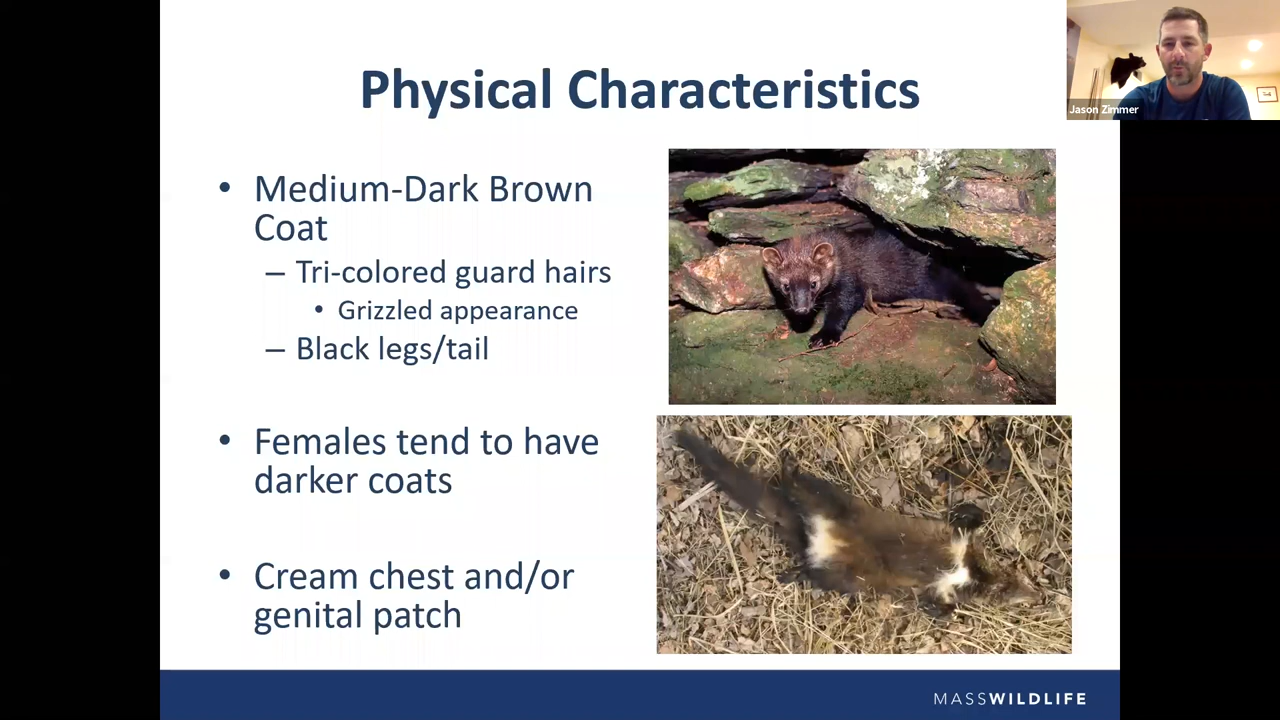 Physical Characteristics
Jason Zimmer
• Medium-Dark Brown
Coat
– Tri-colored guard hairs
• Grizzled appearance
– Black legs/tail
• Females tend to have
darker coats
• Cream chest and/or
genital patch
MASSWILDLIFE